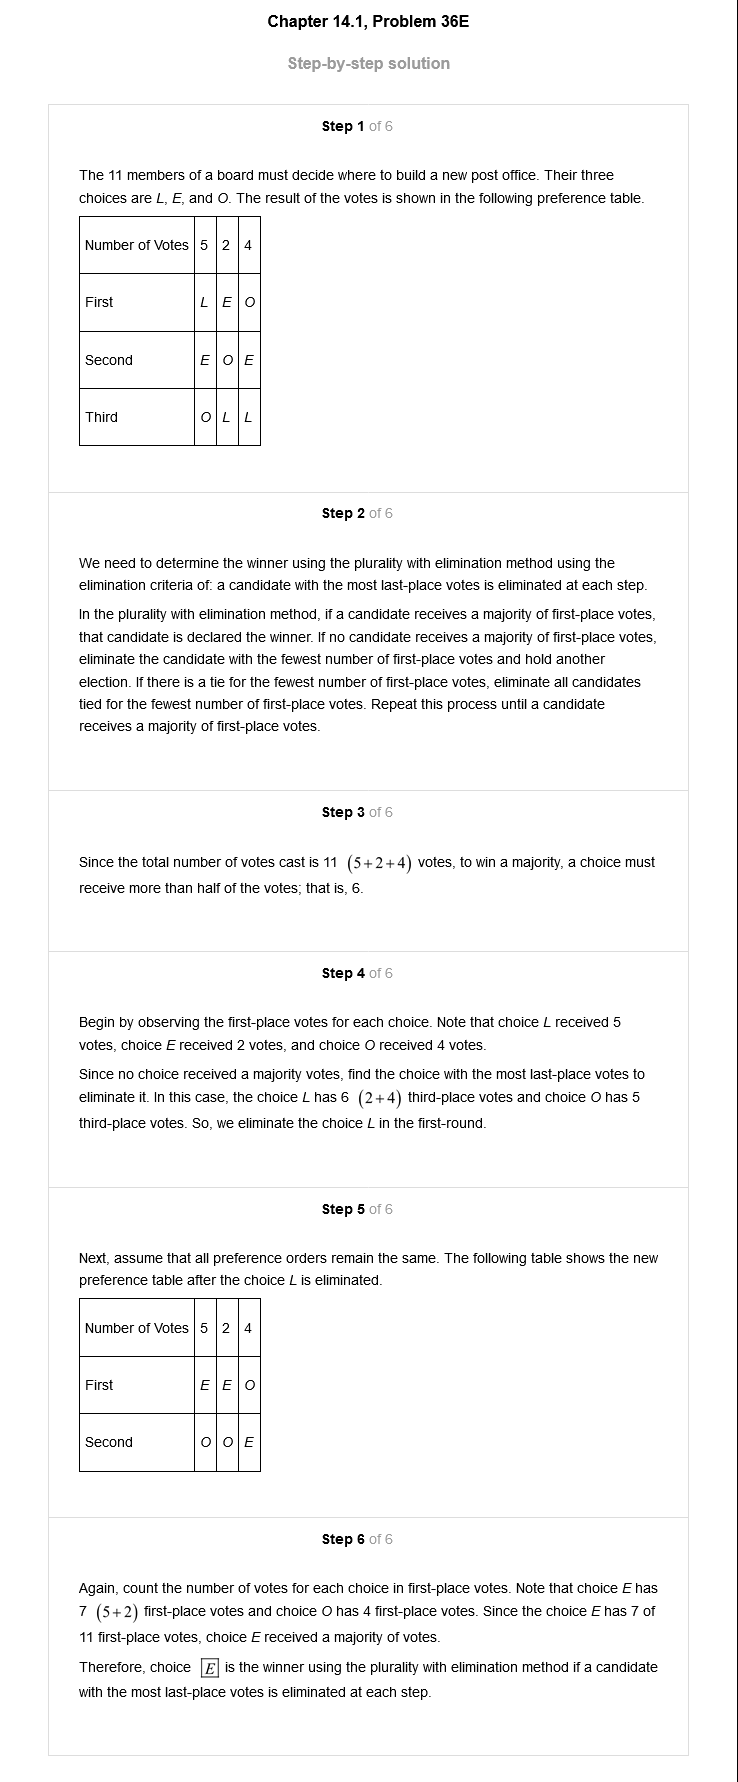 Chapter 14.1, Problem 36E
Step-by-step solution
Step 1 of 6
The 11 members of a board must decide where to build a new post office. Their three
choices are L, E, and O. The result of the votes is shown in the following preference table.
Number of Votes 5 2 4
First L E O
Second E O E
Third O L L
Step 2 of 6
We need to determine the winner using the plurality with elimination method using the
elimination criteria of: a candidate with the most last-place votes is eliminated at each step.
In the plurality with elimination method, if a candidate receives a majority of first-place votes,
that candidate is declared the winner. If no candidate receives a majority of first-place votes,
eliminate the candidate with the fewest number of first-place votes and hold another
election. If there is a tie for the fewest number of first-place votes, eliminate all candidates
tied for the fewest number of first-place votes. Repeat this process until a candidate
receives a majority of first-place votes.
Step 3 of 6
Since the total number of votes cast is 11 (5+2+4) votes, to win a majority, a choice must
receive more than half of the votes; that is, 6.
Step 4 of 6
Begin by observing the first-place votes for each choice. Note that choice L received 5
votes, choice E received 2 votes, and choice O received 4 votes.
Since no choice received a majority votes, find the choice with the most last-place votes to
eliminate it. In this case, the choice L has 6 (2+4) third-place votes and choice O has 5
third-place votes. So, we eliminate the choice L in the first-round.
Step 5 of 6
Next, assume that all preference orders remain the same. The following table shows the new
preference table after the choice L is eliminated.
Number of Votes 5 2 4
First E E O
Second O O E
Step 6 of 6
Again, count the number of votes for each choice in first-place votes. Note that choice E has
7 (5+2) first-place votes and choice O has 4 first-place votes. Since the choice E has 7 of
11 first-place votes, choice E received a majority of votes.
Therefore, choice E is the winner using the plurality with elimination method if a candidate
with the most last-place votes is eliminated at each step.